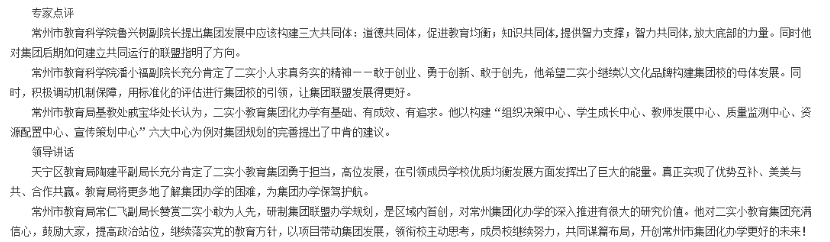 专家点评
常州市教育科学院鲁兴树副院长提出集团发展中应该构建三大共同体：道德共同体，促进教育均衡；知识共同体,提供智力支撑；智力共同体,放大底部的力量。同时他
对集团后期如何建立共同运行的联盟指明了方向。
常州市教育科学院潘小福副院长充分肯定了二实小人求真务实的精神——敢于创业、勇于创新、敢于创先，他希望二实小继续以文化品牌构建集团校的母体发展。同
时，积极调动机制保障，用标准化的评估进行集团校的引领，让集团联盟发展得更好。
常州市教育局基教处戚宝华处长认为，二实小教育集团化办学有基础、有成效、有追求。他以构建“组织决策中心、学生成长中心、教师发展中心、质量监测中心、资
源配置中心、宣传策划中心”六大中心为例对集团规划的完善提出了中肯的建议。
领导讲话
天宁区教育局陶建平副局长充分肯定了二实小教育集团勇于担当，高位发展，在引领成员学校优质均衡发展方面发挥出了巨大的能量。真正实现了优势互补、美美与
共、合作共赢。教育局将更多地了解集团办学的困难，为集团办学保驾护航。
常州市教育局常仁飞副局长赞赏二实小敢为人先，研制集团联盟办学规划，是区域内首创，对常州集团化办学的深入推进有很大的研究价值。他对二实小教育集团充满
信心，鼓励大家，提高政治站位，继续落实党的教育方针，以项目带动集团发展，领衔校主动思考，成员校继续努力，共同谋篇布局，开创常州市集团化办学更好的未来！